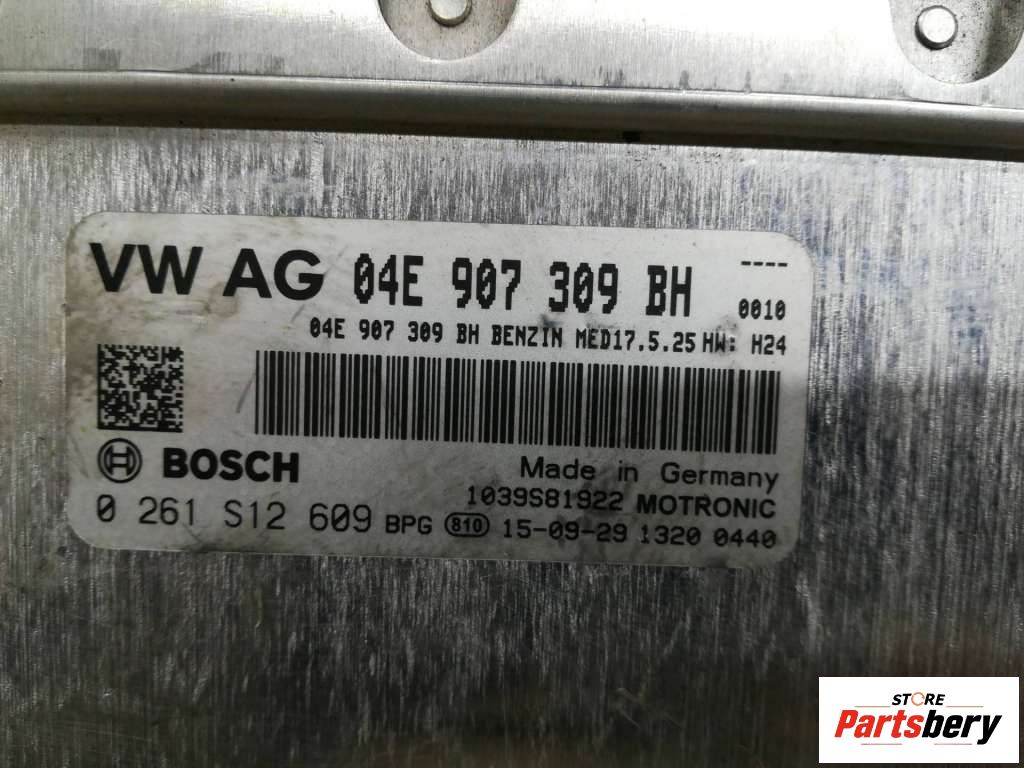 VW AG 04E 907 309 BH ----
0010
04E 907 309 BH BENZIN MED17.5.25 HW: H24
BOSCH Made in Germany
1039S81922 MOTRONIC
0 261 S12 609 BPG 810 15-09-29 1320 0440
STORE
Partsbery